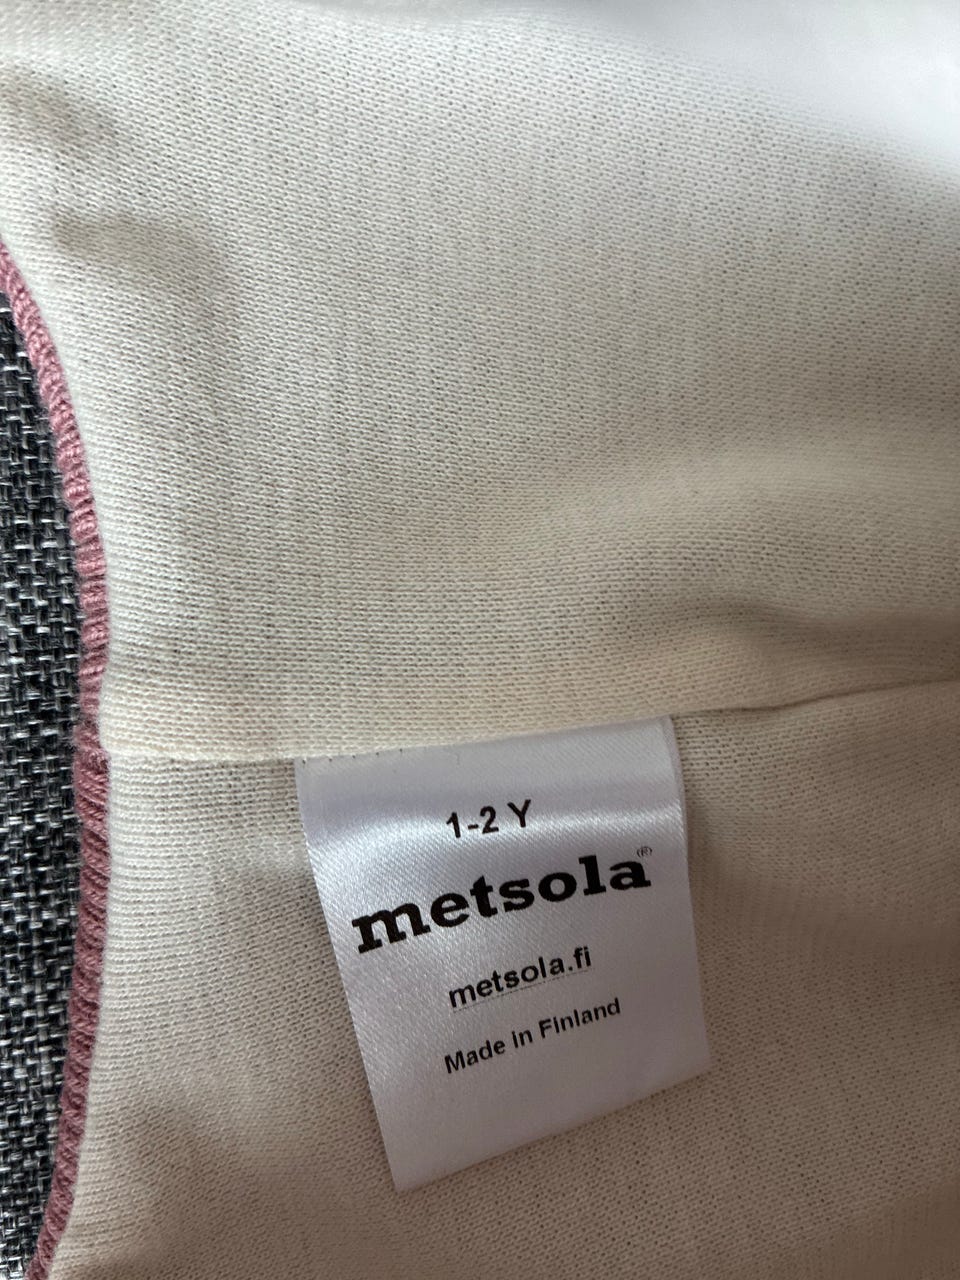 1-2 Y
metsola®
metsola.fi
Made in Finland